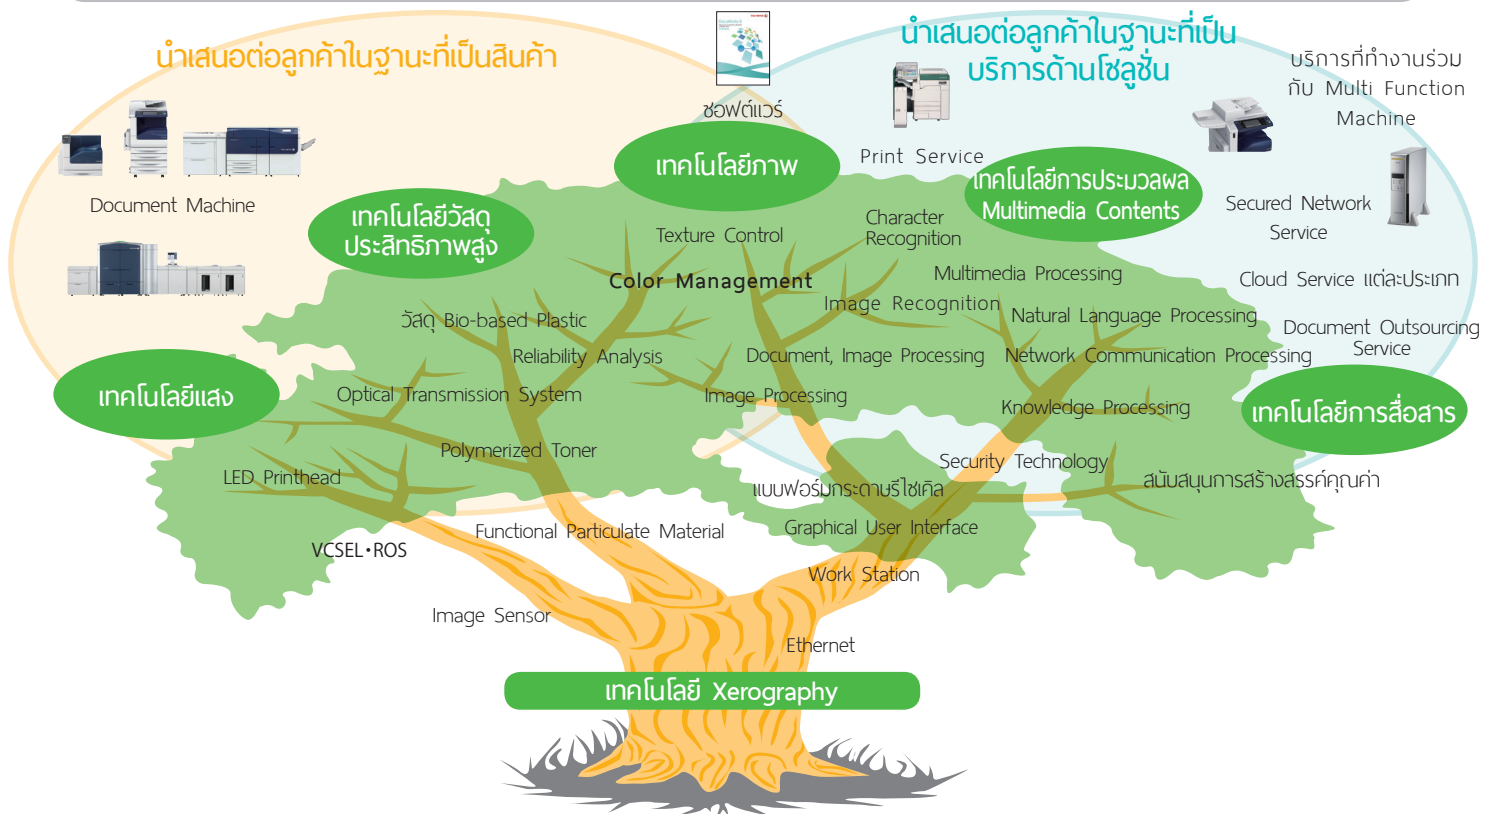 นำเสนอต่อลูกค้าในฐานะที่เป็นสินค้า
นำเสนอต่อลูกค้าในฐานะที่เป็น
บริการด้านโซลูชั่น
บริการที่ทำงานร่วม
กับ Multi Function
Machine
ซอฟต์แวร์
เทคโนโลยีภาพ
Print Service
เทคโนโลยีการประมวลผล
Multimedia Contents
Document Machine
เทคโนโลยีวัสดุ
ประสิทธิภาพสูง
Secured Network
Service
Texture Control
Character
Recognition
Color Management
Multimedia Processing
Cloud Service แต่ละประเภท
Image Recognition
Natural Language Processing
วัสดุ Bio-based Plastic
Document Outsourcing
Service
Reliability Analysis
Document, Image Processing
Network Communication Processing
เทคโนโลยีแสง
Optical Transmission System
Image Processing
Knowledge Processing
เทคโนโลยีการสื่อสาร
Polymerized Toner
Security Technology
LED Printhead
แบบฟอร์มกระดาษรีไซเคิล
สนับสนุนการสร้างสรรค์คุณค่า
Functional Particulate Material
Graphical User Interface
VCSEL・ROS
Work Station
Image Sensor
Ethernet
เทคโนโลยี Xerography